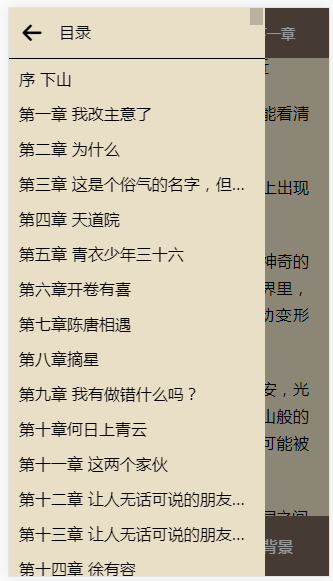 目录
序 下山
第一章 我改主意了
第二章 为什么
第三章 这是个俗气的名字，但...
第四章 天道院
第五章 青衣少年三十六
第六章开卷有喜
第七章陈唐相遇
第八章摘星
第九章 我有做错什么吗？
第十章何日上青云
第十一章 这两个家伙
第十二章 让人无话可说的朋友...
第十三章 让人无话可说的朋友...
第十四章 徐有容
一章
能看清
上出现
神奇的
界里，
动变形
安，光
山般的
可能被
背景